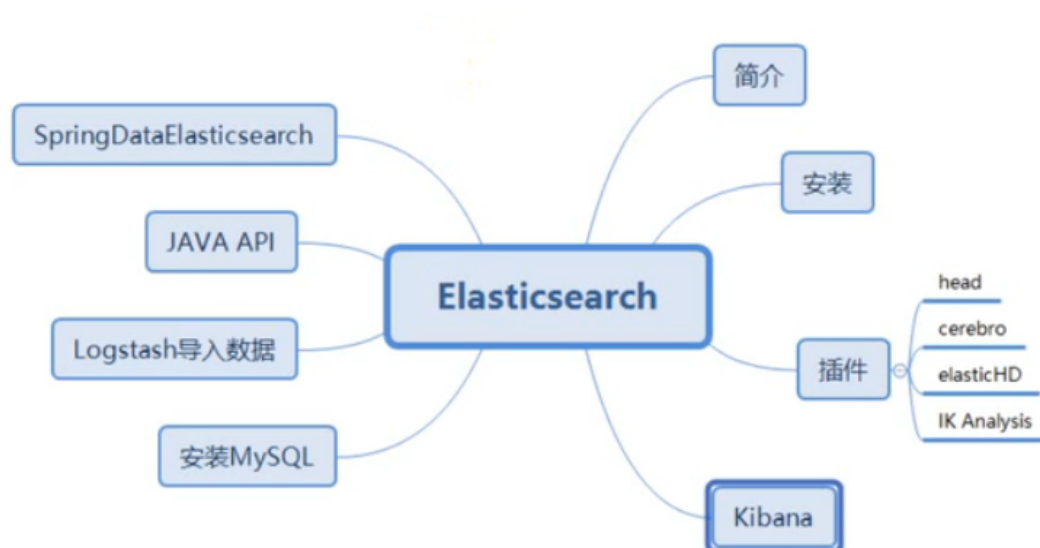 简介
SpringDataElasticsearch
安装
JAVA API
Elasticsearch
head
cerebro
插件
elasticHD
IK Analysis
Logstash导入数据
安装MySQL
Kibana